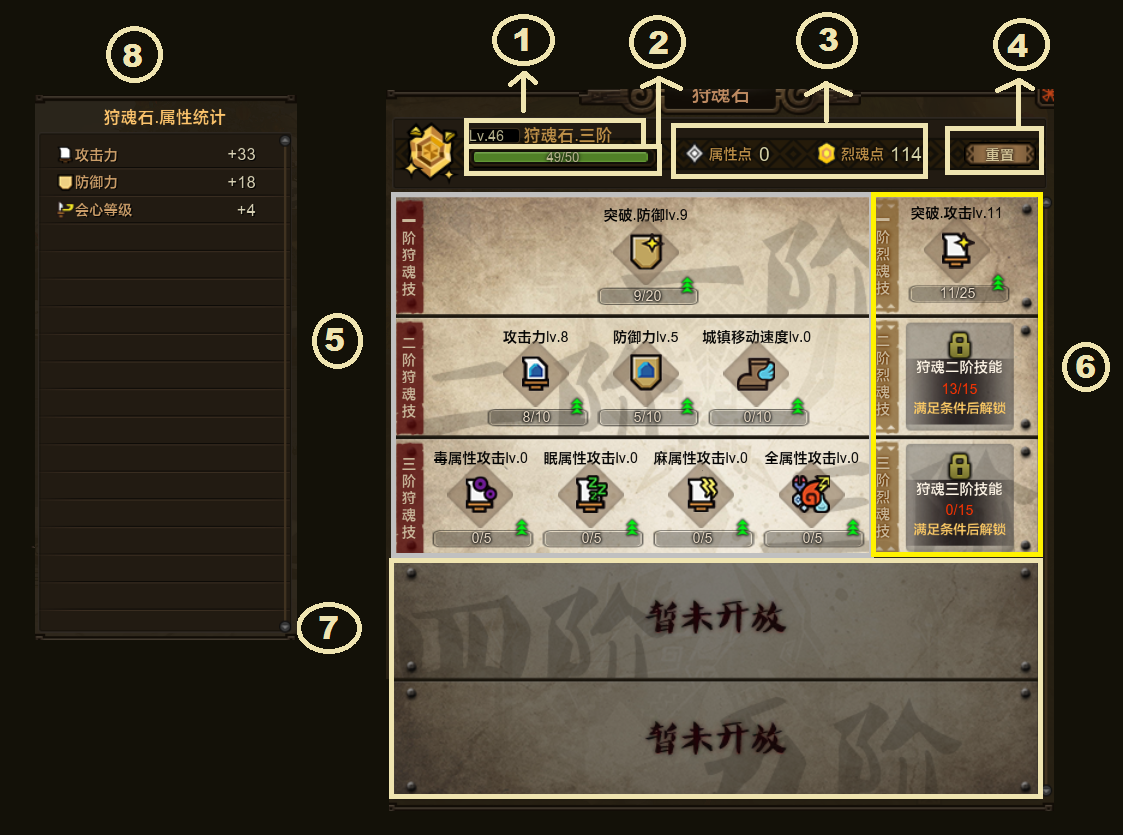 8
1
2
3
4
狩魂石
狩魂石.属性统计
攻击力 +33
防御力 +18
会心等级 +4
Lv.46 狩魂石.三阶
49/50
属性点 0
烈魂点 114
重置
5
6
7
一阶狩魂技
突破.防御lv.9
9/20
一阶
一阶烈魂技
突破.攻击lv.11
11/25
二阶狩魂技
攻击力lv.8
8/10
防御力lv.5
5/10
城镇移动速度lv.0
0/10
二阶
二阶烈魂技
狩魂二阶技能
13/15
满足条件后解锁
三阶狩魂技
毒属性攻击lv.0
0/5
眠属性攻击lv.0
0/5
麻属性攻击lv.0
0/5
全属性攻击lv.0
0/5
三阶烈魂技
狩魂三阶技能
0/15
满足条件后解锁
四阶
暂未开放
五阶
暂未开放